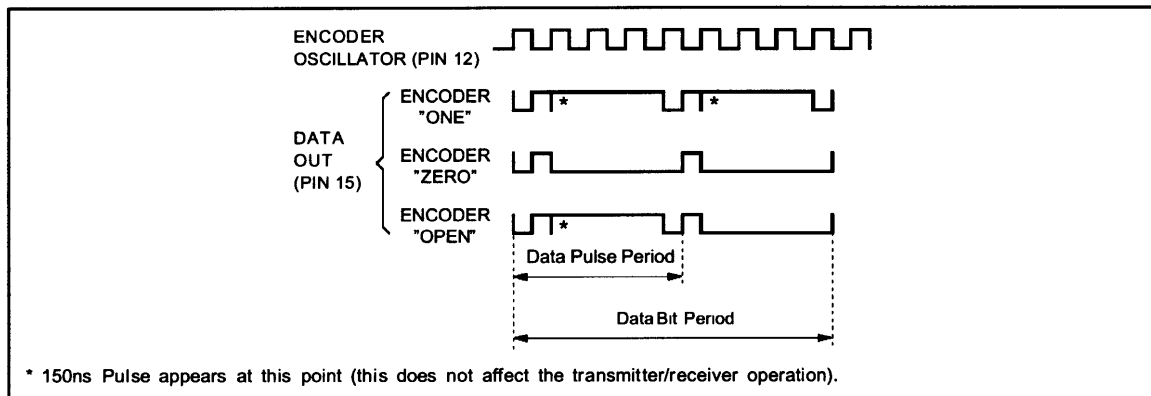 ENCODER
OSCILLATOR (PIN 12)
DATA
OUT
(PIN 15)
ENCODER
"ONE"
* *
ENCODER
"ZERO"
ENCODER
"OPEN"
*
Data Pulse Period
Data Bit Period
* 150ns Pulse appears at this point (this does not affect the transmitter/receiver operation).